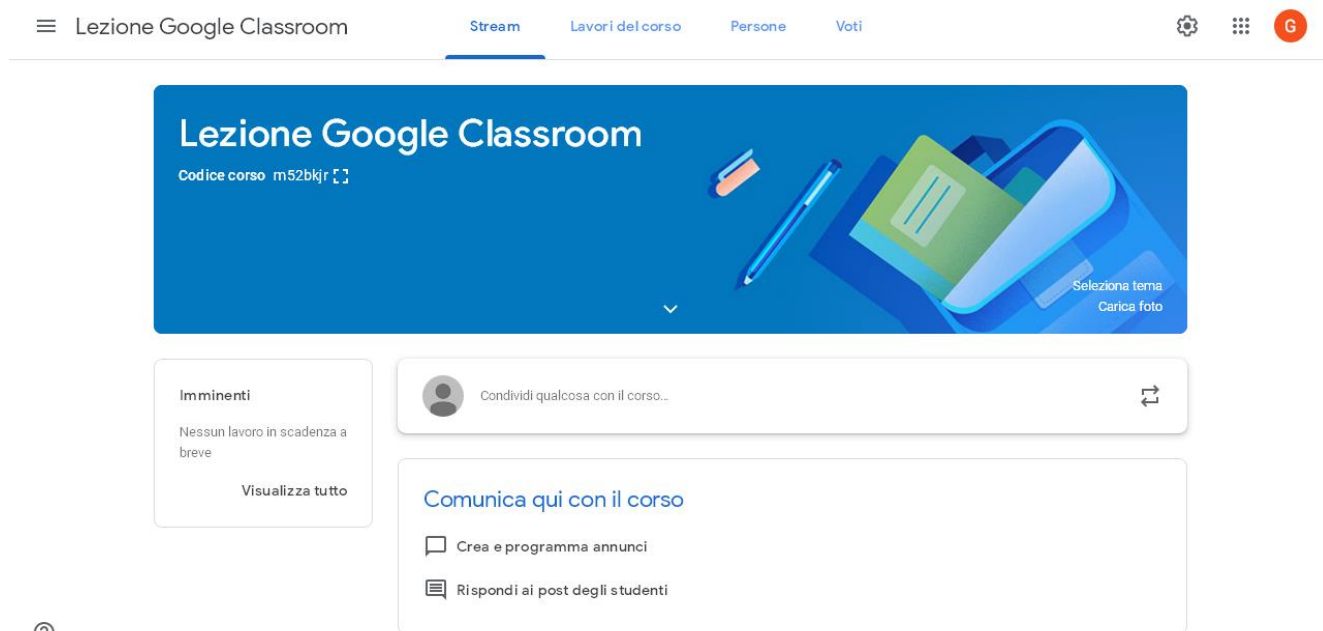 Lezione Google Classroom
Stream
Lavori del corso
Persone
Voti
G
Lezione Google Classroom
Codice corso m52bkjr
Seleziona tema
Carica foto
Imminenti
Nessun lavoro in scadenza a
breve
Visualizza tutto
Condividi qualcosa con il corso...
Comunica qui con il corso
Crea e programma annunci
Rispondi ai post degli studenti